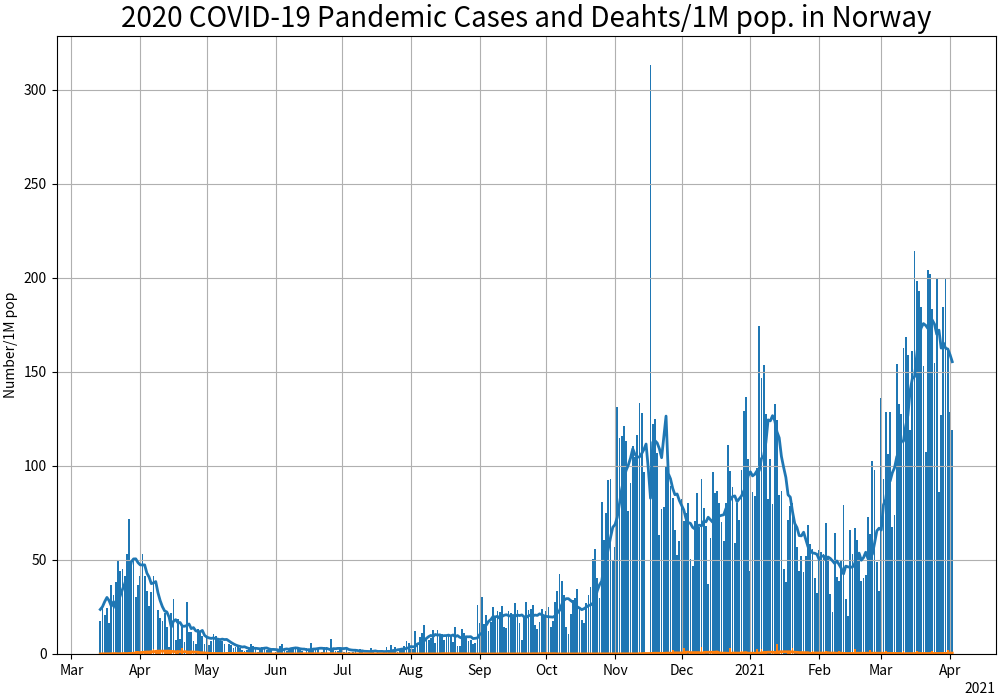 2020 COVID-19 Pandemic Cases and Deahts/1M pop. in Norway
Number/1M pop
300
250
200
150
100
50
0
Mar Apr May Jun Jul Aug Sep Oct Nov Dec 2021 Feb Mar Apr
2021